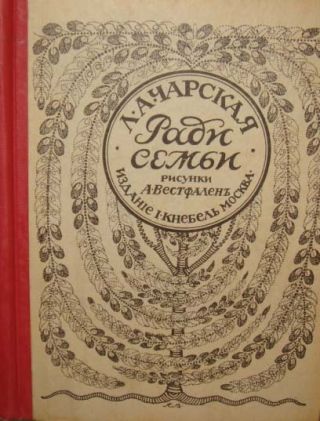 Л. А. ЧАРСКАЯ
Ради
семьи
РИСУНКИ
А. ВЕСТФАЛЕНЪ
ИЗДАНІЕ І. КНЕБЕЛЬ МОСКВА